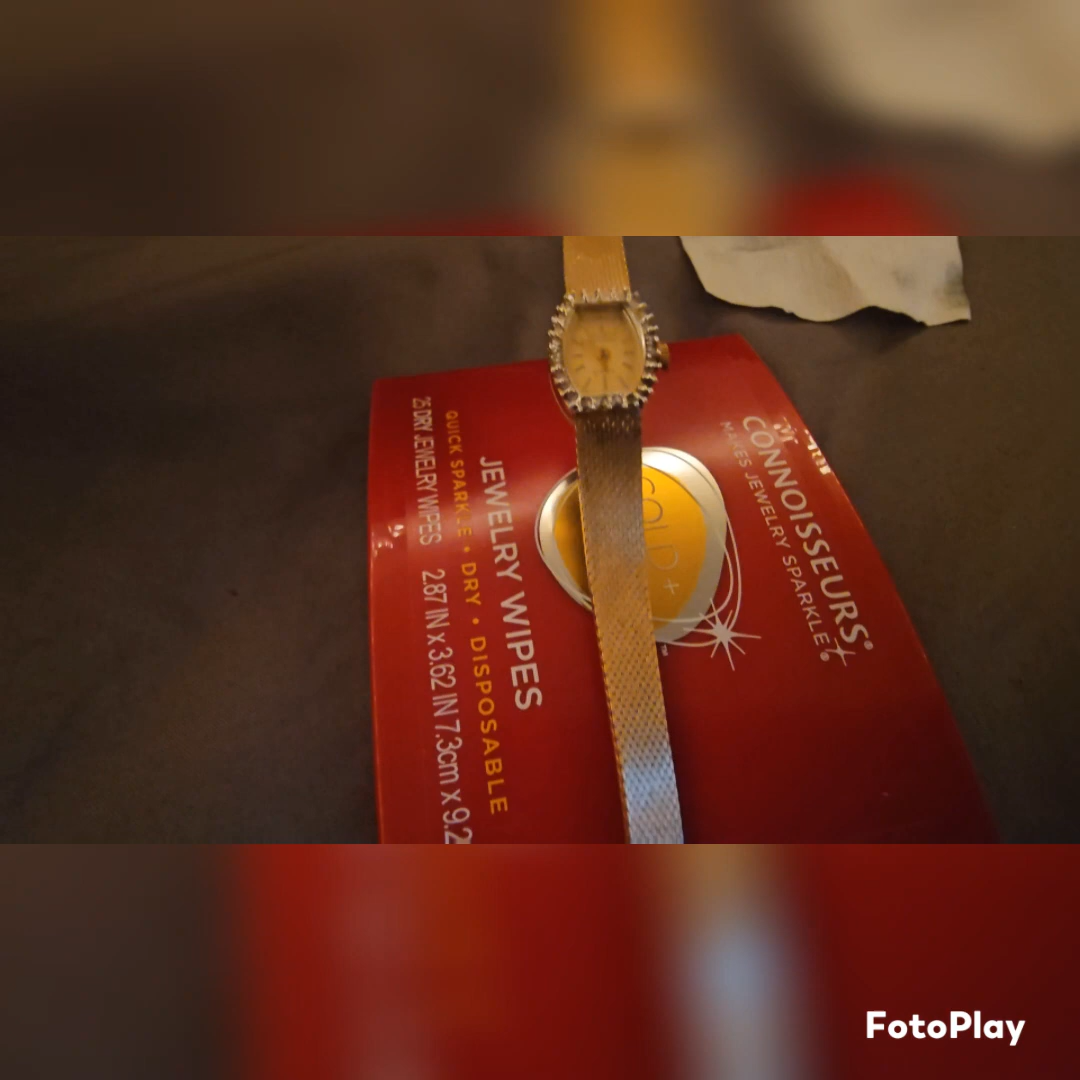 CONNOISSEURS®
MAKES JEWELRY SPARKLE
GOLD+
JEWELRY WIPES
QUICK SPARKLE • DRY • DISPOSABLE
25 DRY JEWELRY WIPES 2.87 IN x 3.62 IN 7.3cm x 9.2
FotoPlay